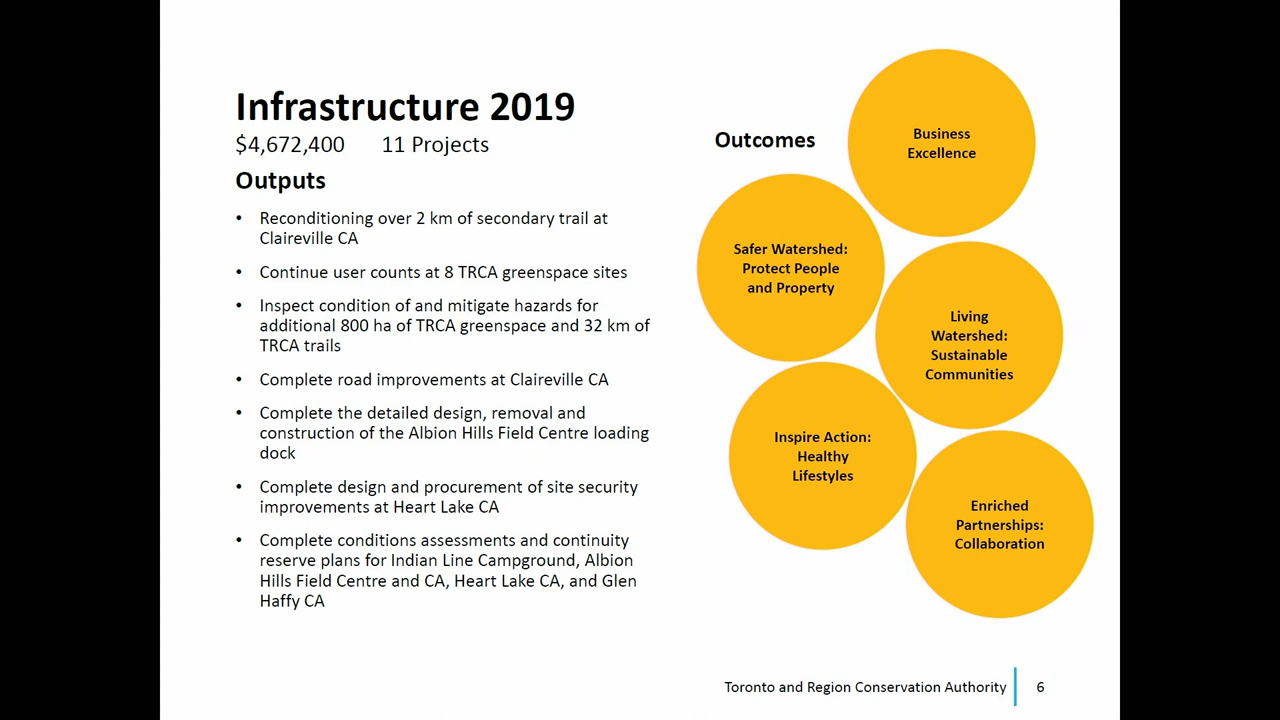 Infrastructure 2019
$4,672,400 11 Projects
Outputs
• Reconditioning over 2 km of secondary trail at
Claireville CA
• Continue user counts at 8 TRCA greenspace sites
• Inspect condition of and mitigate hazards for
additional 800 ha of TRCA greenspace and 32 km of
TRCA trails
• Complete road improvements at Claireville CA
• Complete the detailed design, removal and
construction of the Albion Hills Field Centre loading
dock
• Complete design and procurement of site security
improvements at Heart Lake CA
• Complete conditions assessments and continuity
reserve plans for Indian Line Campground, Albion
Hills Field Centre and CA, Heart Lake CA, and Glen
Haffy CA
Outcomes
Business
Excellence
Safer Watershed:
Protect People
and Property
Living
Watershed:
Sustainable
Communities
Inspire Action:
Healthy
Lifestyles
Enriched
Partnerships:
Collaboration
Toronto and Region Conservation Authority 6